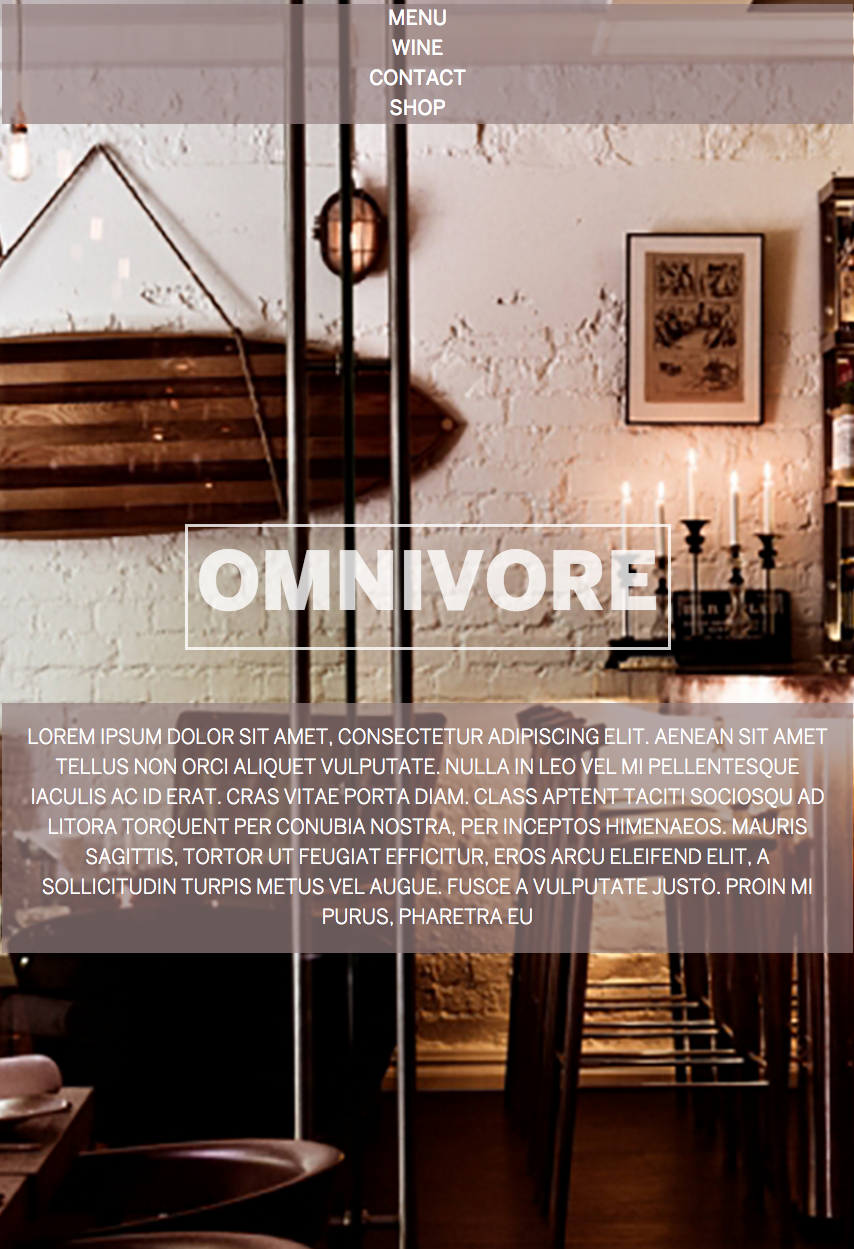 MENU
WINE
CONTACT
SHOP
OMNIVORE
LOREM IPSUM DOLOR SIT AMET, CONSECTETUR ADIPISCING ELIT. AENEAN SIT AMET
TELLUS NON ORCI ALIQUET VULPUTATE. NULLA IN LEO VEL MI PELLENTESQUE
IACULIS AC ID ERAT. CRAS VITAE PORTA DIAM. CLASS APTENT TACITI SOCIOSQU AD
LITORA TORQUENT PER CONUBIA NOSTRA, PER INCEPTOS HIMENAEOS. MAURIS
SAGITTIS, TORTOR UT FEUGIAT EFFICITUR, EROS ARCU ELEIFEND ELIT, A
SOLLICITUDIN TURPIS METUS VEL AUGUE. FUSCE A VULPUTATE JUSTO. PROIN MI
PURUS, PHARETRA EU